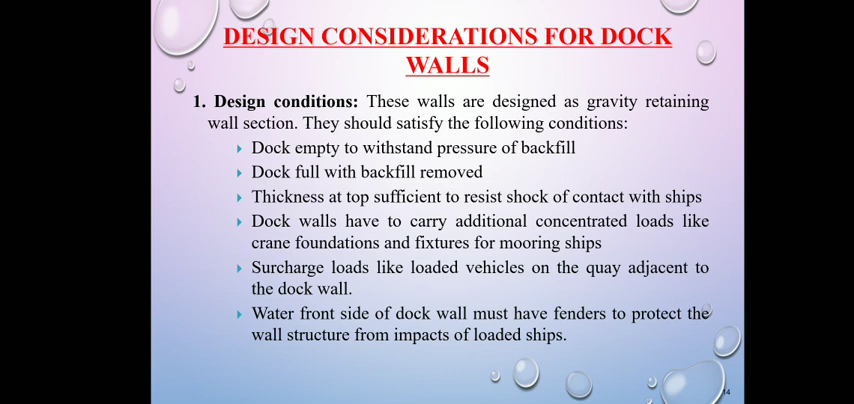 DESIGN CONSIDERATIONS FOR DOCK
WALLS
1. Design conditions: These walls are designed as gravity retaining
wall section. They should satisfy the following conditions:
Dock empty to withstand pressure of backfill
Dock full with backfill removed
Thickness at top sufficient to resist shock of contact with ships
Dock walls have to carry additional concentrated loads like
crane foundations and fixtures for mooring ships
Surcharge loads like loaded vehicles on the quay adjacent to
the dock wall.
Water front side of dock wall must have fenders to protect the
wall structure from impacts of loaded ships.
14